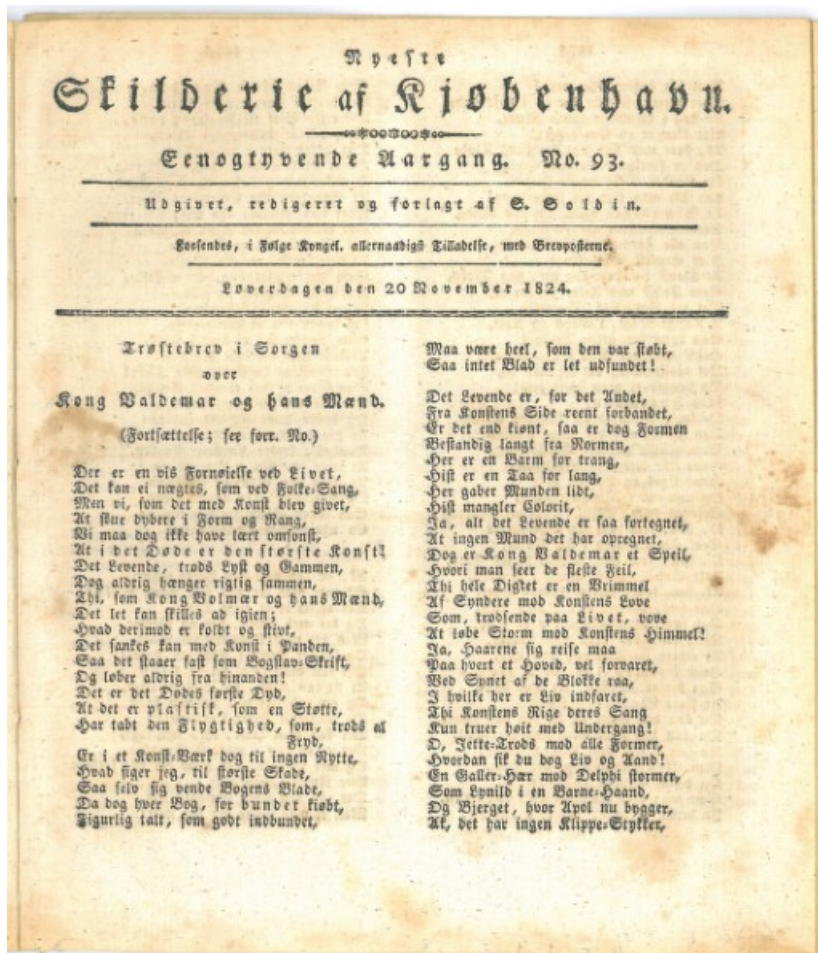 Nyeste
Skilderie af Kjøbenhavn.
Eenogtyvende Aargang. No. 93.
Udgivet, redigeret og forlagt af S. Soldin.
Forsendes, i Følge Kongel. allernaadigst Tilladelse, med Brevposterne.
Løverdagen den 20 November 1824.
Trøstebrev i Sorgen
over
Kong Valdemar og hans Mænd.
(Fortsættelse; see forr. No.)
Der er en vis Fornøielse ved Livet,
Det kan ei nægtes, som ved Folke-Sang,
Men vi, som det med Konst blev givet,
At skue dybere i Form og Rang,
Vi maa dog ikke have lært omsonst,
At i det Døde er den største Konst!
Det Levende, trods Lyst og Gammen,
Dog aldrig hænger rigtig sammen,
Thi, som Kong Volmær og hans Mænd,
Det let kan skilles ad igien;
Hvad derimod er koldt og stivt,
Det sankes kan med Konst i Panden,
Saa det staaer fast som Bogstav-Skrift,
Og løber aldrig fra hinanden!
Det er det Dødes første Dyd,
At det er plastisk, som en Støtte,
Har tabt den Flygtighed, som, trods al
Fryd,
Er i et Konst-Værk dog til ingen Nytte,
Hvad siger jeg, til største Skade,
Saa selv sig vende Bogens Blade,
Da dog hver Bog, for bunden kiøbt,
Figurlig talt, som godt indbundet,
Maa være heel, som den var støbt,
Saa intet Blad er let udfundet!
Det Levende er, for det Andet,
Fra Konstens Side reent forbandet,
Er det end kiønt, saa er dog Formen
Bestandig langt fra Normen,
Her er en Barm for trang,
Hist er en Taa for lang,
Her gaber Munden lidt,
Hist mangler Colorit,
Ja, alt det Levende er saa fortegnet,
At ingen Mund det har opregnet,
Dog er Kong Valdemar et Speil,
Hvori man seer de fleste Feil,
Thi hele Digtet er en Vrimmel
Af Syndere mod Konstens Love
Som, trodsende paa Livet, vove
At løbe Storm mod Konstens Himmel!
Ja, Haarene sig reise maa
Paa hvert et Hoved, vel forvaret,
Ved Synet af de Blokke raa,
I hvilke her er Liv indfaret,
Thi Konstens Rige deres Sang
Kun truer høit med Undergang!
O, Jette-Trods mod alle Former,
Hvordan fik du dog Liv og Aand!
En Galler-Hær mod Delphi stormer,
Som Lynild i en Barne-Haand,
Og Bjerget, hvor Apol nu bygger,
Ak, det har ingen Klippe-Stykker,